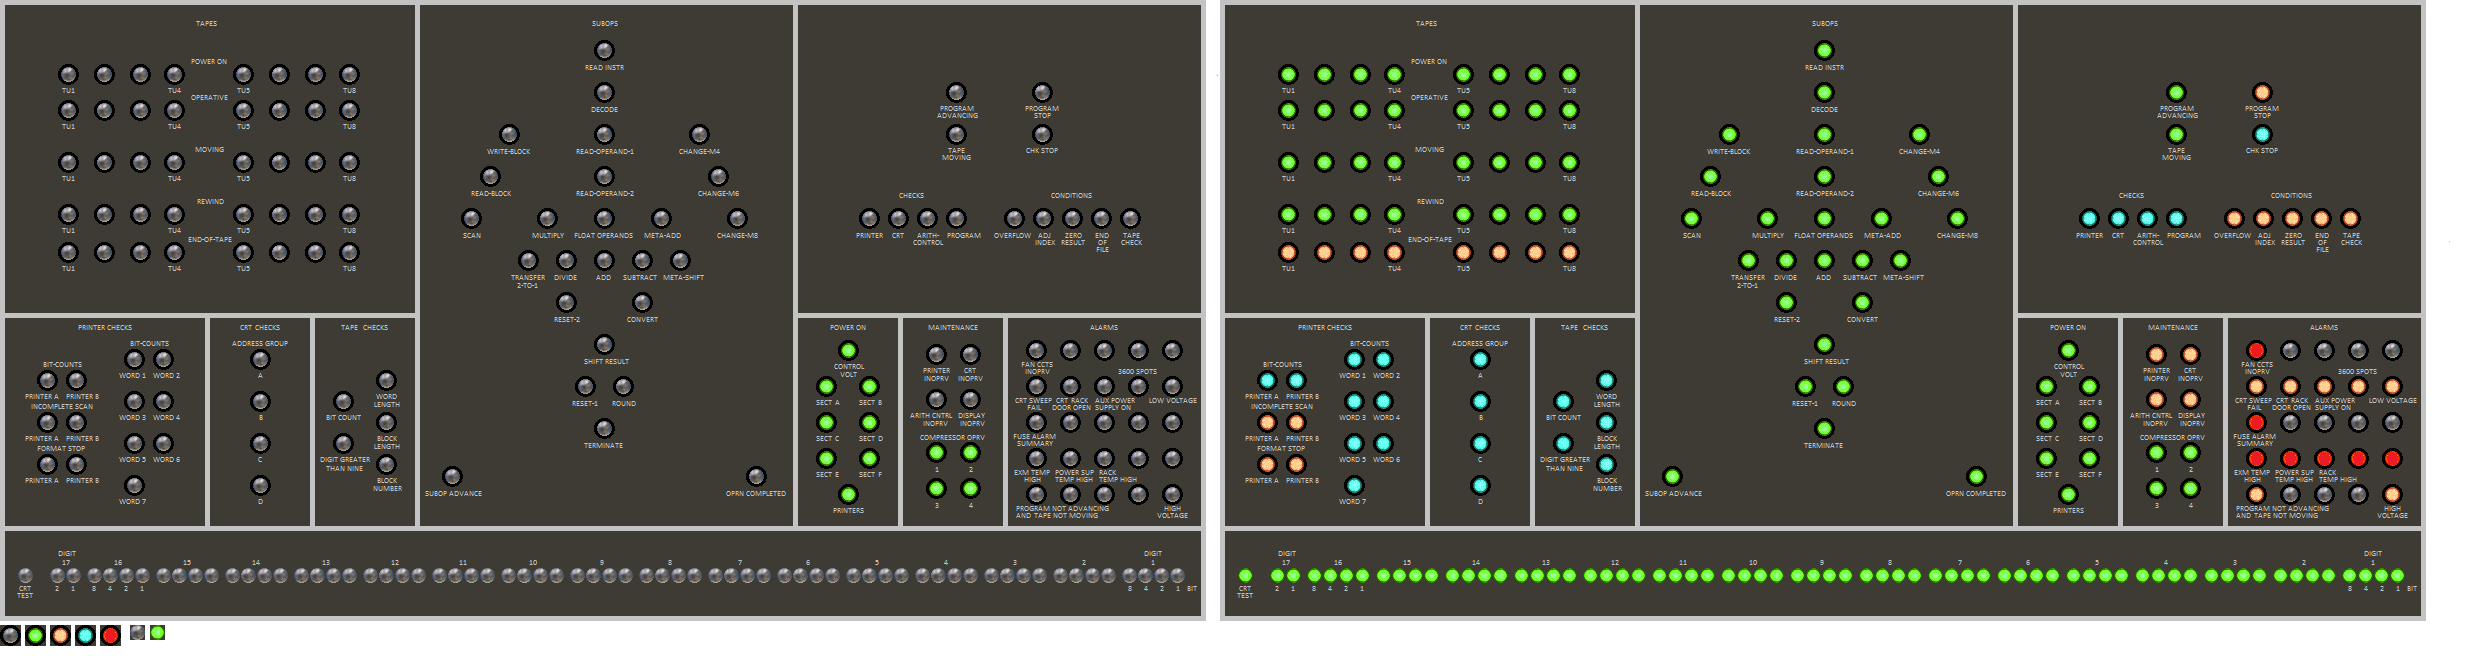 TAPES
POWER ON
TU1 TU4 TU5 TU8
OPERATIVE
TU1 TU4 TU5 TU8
MOVING
TU1 TU4 TU5 TU8
REWIND
TU1 TU4 TU5 TU8
END-OF-TAPE
TU1 TU4 TU5 TU8
SUBOPS
READ INSTR
DECODE
WRITE-BLOCK READ-OPERAND-1 CHANGE-M4
READ-BLOCK READ-OPERAND-2 CHANGE-M6
SCAN MULTIPLY FLOAT OPERANDS META-ADD CHANGE-M8
TRANSFER DIVIDE ADD SUBTRACT META-SHIFT
2-TO-1
RESET-2 CONVERT
SHIFT RESULT
RESET-1 ROUND
TERMINATE
SUBOP ADVANCE OPRN COMPLETED
PROGRAM PROGRAM
ADVANCING STOP
TAPE CHK STOP
MOVING
CHECKS CONDITIONS
PRINTER CRT ARITH- PROGRAM OVERFLOW ADJ ZERO END TAPE
CONTROL INDEX RESULT OF CHECK
FILE
PRINTER CHECKS
BIT-COUNTS
BIT-COUNTS
WORD 1 WORD 2
PRINTER A PRINTER B
INCOMPLETE SCAN
WORD 3 WORD 4
PRINTER A PRINTER B
FORMAT STOP
WORD 5 WORD 6
PRINTER A PRINTER B
WORD 7
CRT CHECKS
ADDRESS GROUP
A
B
C
D
TAPE CHECKS
WORD
LENGTH
BIT COUNT
BLOCK
LENGTH
DIGIT GREATER
THAN NINE
BLOCK
NUMBER
POWER ON
CONTROL
VOLT
SECT A SECT B
SECT C SECT D
SECT E SECT F
PRINTERS
MAINTENANCE
PRINTER CRT
INOPRV INOPRV
ARITH CNTRL DISPLAY
INOPRV INOPRV
COMPRESSOR OPRV
1 2
3 4
ALARMS
FAN CCTS
INOPRV
3600 SPOTS
CRT SWEEP CRT RACK AUX POWER LOW VOLTAGE
FAIL DOOR OPEN SUPPLY ON
FUSE ALARM
SUMMARY
EXM TEMP POWER SUP RACK
HIGH TEMP HIGH TEMP HIGH
PROGRAM NOT ADVANCING HIGH
AND TAPE NOT MOVING VOLTAGE
DIGIT DIGIT
17 16 15 14 13 12 11 10 9 8 7 6 5 4 3 2 1
CRT 2 1 8 4 2 1 8 4 2 1 BIT
TEST
TAPES
POWER ON
TU1 TU4 TU5 TU8
OPERATIVE
TU1 TU4 TU5 TU8
MOVING
TU1 TU4 TU5 TU8
REWIND
TU1 TU4 TU5 TU8
END-OF-TAPE
TU1 TU4 TU5 TU8
SUBOPS
READ INSTR
DECODE
WRITE-BLOCK READ-OPERAND-1 CHANGE-M4
READ-BLOCK READ-OPERAND-2 CHANGE-M6
SCAN MULTIPLY FLOAT OPERANDS META-ADD CHANGE-M8
TRANSFER DIVIDE ADD SUBTRACT META-SHIFT
2-TO-1
RESET-2 CONVERT
SHIFT RESULT
RESET-1 ROUND
TERMINATE
SUBOP ADVANCE OPRN COMPLETED
PROGRAM PROGRAM
ADVANCING STOP
TAPE CHK STOP
MOVING
CHECKS CONDITIONS
PRINTER CRT ARITH- PROGRAM OVERFLOW ADJ ZERO END TAPE
CONTROL INDEX RESULT OF CHECK
FILE
PRINTER CHECKS
BIT-COUNTS
BIT-COUNTS
WORD 1 WORD 2
PRINTER A PRINTER B
INCOMPLETE SCAN
WORD 3 WORD 4
PRINTER A PRINTER B
FORMAT STOP
WORD 5 WORD 6
PRINTER A PRINTER B
WORD 7
CRT CHECKS
ADDRESS GROUP
A
B
C
D
TAPE CHECKS
WORD
LENGTH
BIT COUNT
BLOCK
LENGTH
DIGIT GREATER
THAN NINE
BLOCK
NUMBER
POWER ON
CONTROL
VOLT
SECT A SECT B
SECT C SECT D
SECT E SECT F
PRINTERS
MAINTENANCE
PRINTER CRT
INOPRV INOPRV
ARITH CNTRL DISPLAY
INOPRV INOPRV
COMPRESSOR OPRV
1 2
3 4
ALARMS
FAN CCTS
INOPRV
3600 SPOTS
CRT SWEEP CRT RACK AUX POWER LOW VOLTAGE
FAIL DOOR OPEN SUPPLY ON
FUSE ALARM
SUMMARY
EXM TEMP POWER SUP RACK
HIGH TEMP HIGH TEMP HIGH
PROGRAM NOT ADVANCING HIGH
AND TAPE NOT MOVING VOLTAGE
DIGIT DIGIT
17 16 15 14 13 12 11 10 9 8 7 6 5 4 3 2 1
CRT 2 1 8 4 2 1 8 4 2 1 BIT
TEST